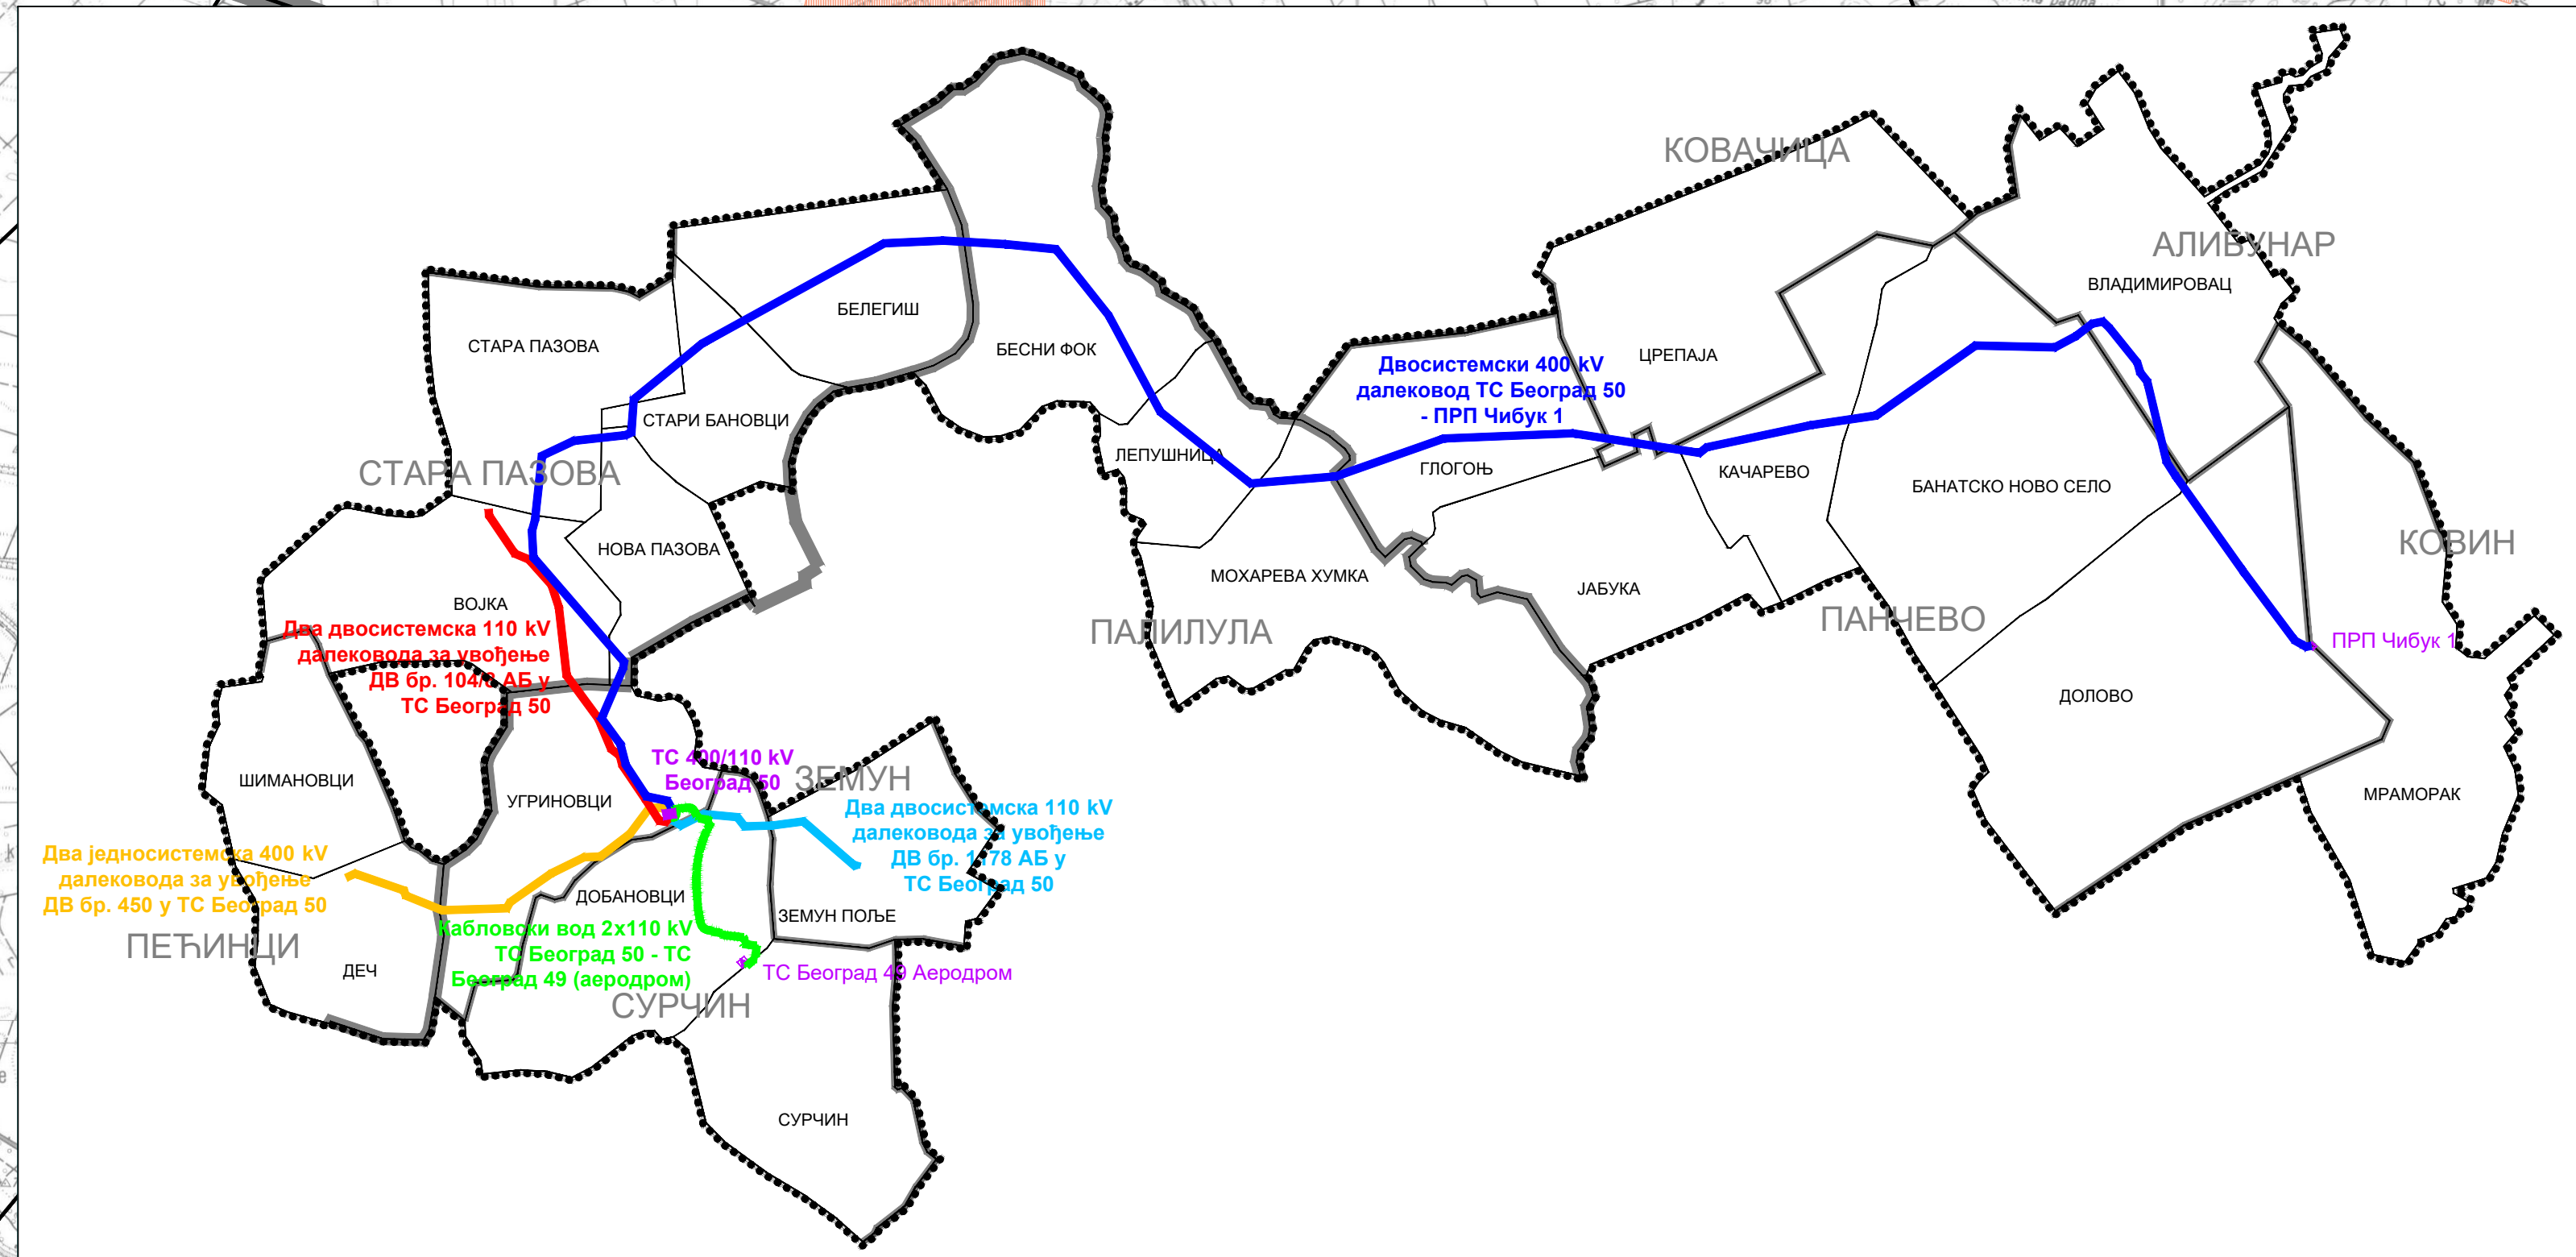 КОВАЧИЦА
АЛИБУНАР
ВЛАДИМИРОВАЦ
БЕЛЕГИШ
СТАРА ПАЗОВА
БЕСНИ ФОК
ЦРЕПАЈА
Двосистемски 400 kV
далековод ТС Београд 50
- ПРП Чибук 1
СТАРИ БАНОВЦИ
ЛЕПУШНИЦА
ГЛОГОЊ
КАЧАРЕВО
БАНАТСКО НОВО СЕЛО
СТАРА ПАЗОВА
НОВА ПАЗОВА
КОВИН
МОХАРЕВА ХУМКА
ЈАБУКА
ВОЈКА
Два двосистемска 110 kV
далековода за увођење
ДВ бр. 104/8 АБ у
ТС Београд 50
ПАЛИЛУЛА
ПАНЧЕВО
ПРП Чибук 1
ДОЛОВО
ТС 400/110 kV
Београд 50
ЗЕМУН
ШИМАНОВЦИ
УГРИНОВЦИ
МРАМОРАК
Два двосистемска 110 kV
далековода за увођење
ДВ бр. 1178 АБ у
ТС Београд 50
Два једносистемска 400 kV
далековода за увођење
ДВ бр. 450 у ТС Београд 50
ДОБАНОВЦИ
ЗЕМУН ПОЉЕ
Кабловски вод 2x110 kV
ТС Београд 50 - ТС
Београд 49 (аеродром)
ПЕЋИНЦИ
ДЕЧ
ТС Београд 49 Аеродром
СУРЧИН
СУРЧИН